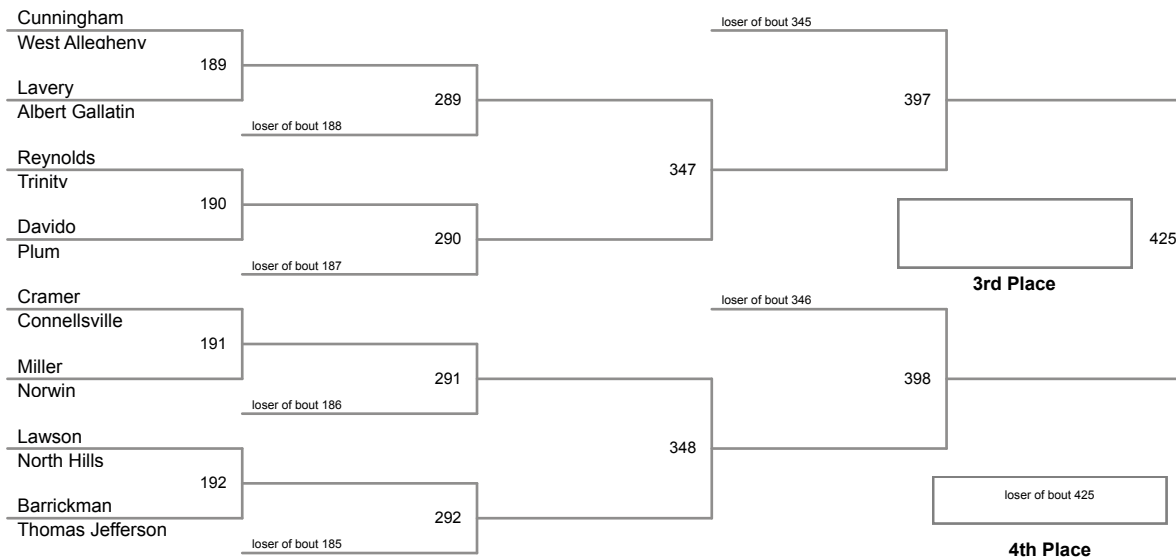 Cunningham
West Allegheny
189
Lavery
Albert Gallatin
loser of bout 188
289
Reynolds
Trinity
190
Davido
Plum
loser of bout 187
290
347
loser of bout 345
397
425
3rd Place
Cramer
Connellsville
191
Miller
Norwin
loser of bout 186
291
Lawson
North Hills
192
Barrickman
Thomas Jefferson
loser of bout 185
292
348
loser of bout 346
398
loser of bout 425
4th Place